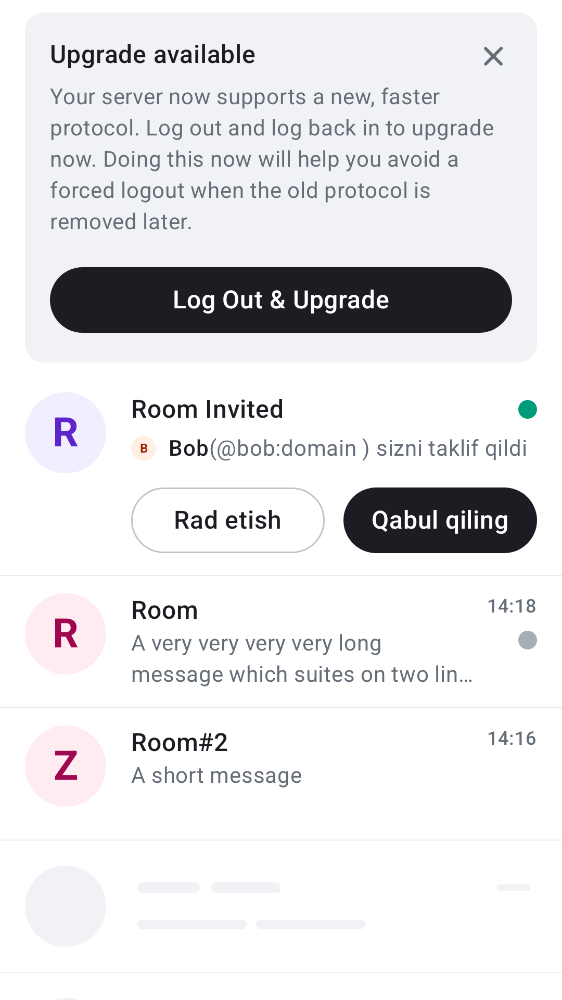 Upgrade available
Your server now supports a new, faster
protocol. Log out and log back in to upgrade
now. Doing this now will help you avoid a
forced logout when the old protocol is
removed later.
Log Out & Upgrade
R
Room Invited
B
Bob(@bob:domain ) sizni taklif qildi
Rad etish
Qabul qiling
R
Room
14:18
A very very very very long
message which suites on two lin…
Z
Room#2
14:16
A short message